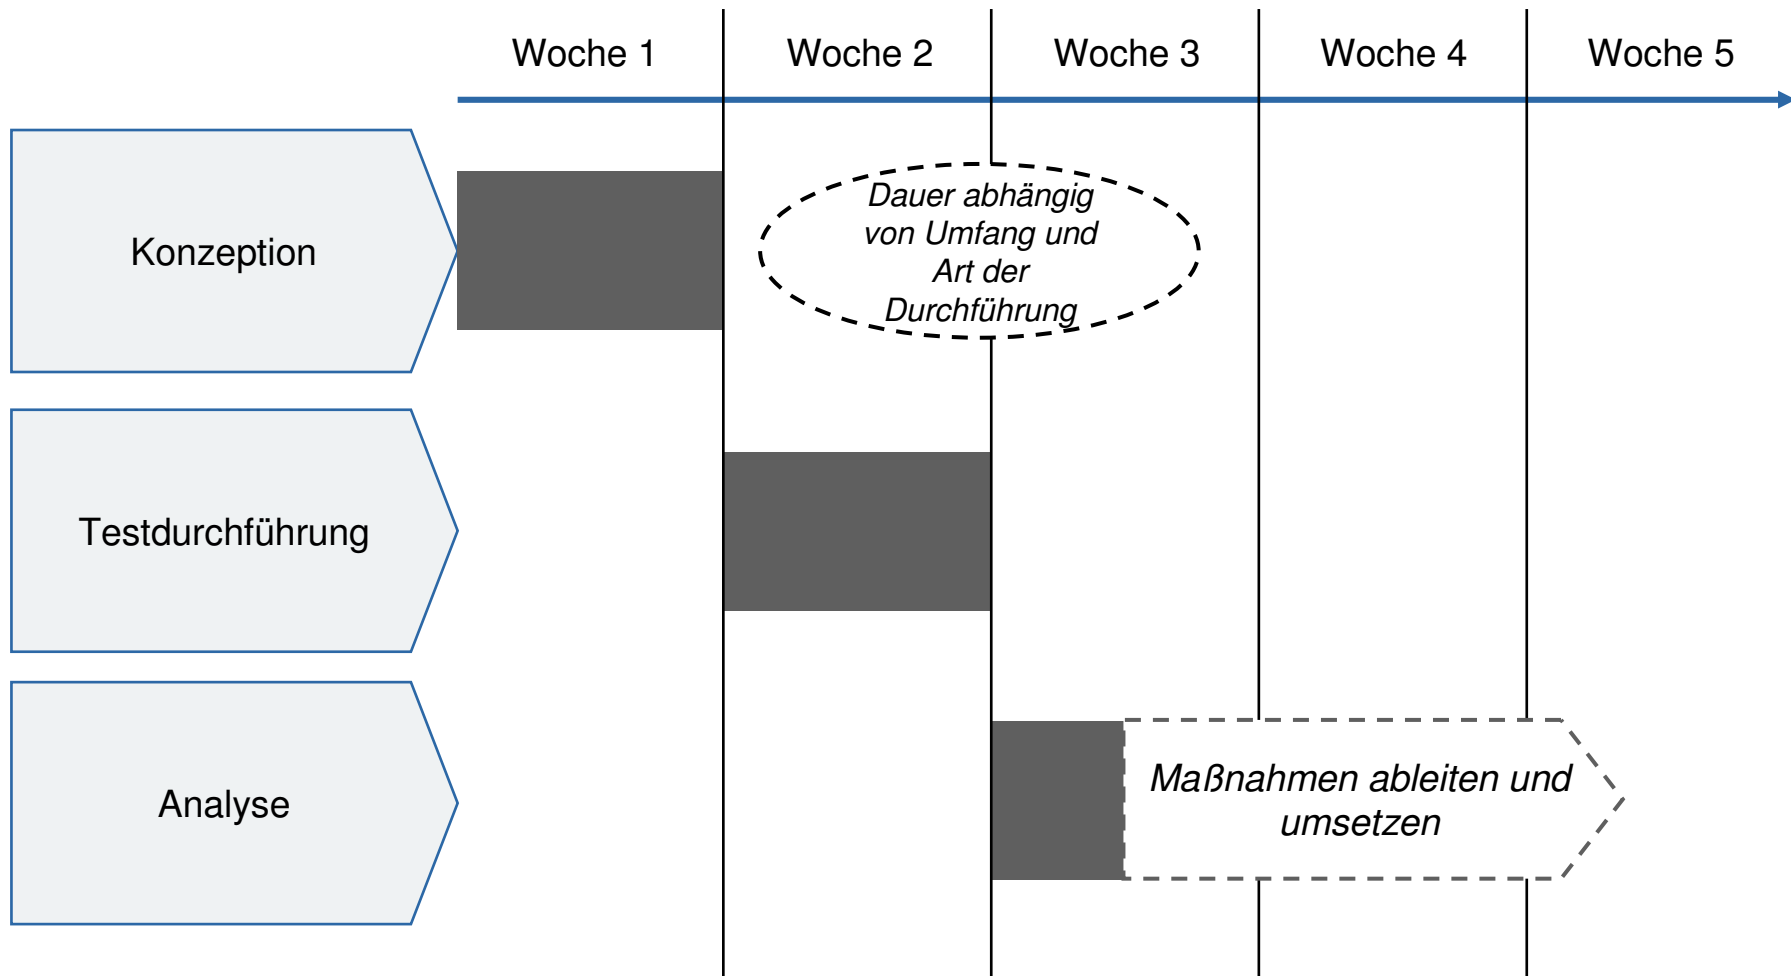 Woche 1
Woche 2
Woche 3
Woche 4
Woche 5
Konzeption
Dauer abhängig
von Umfang und
Art der
Durchführung
Testdurchführung
Analyse
Maßnahmen ableiten und
umsetzen